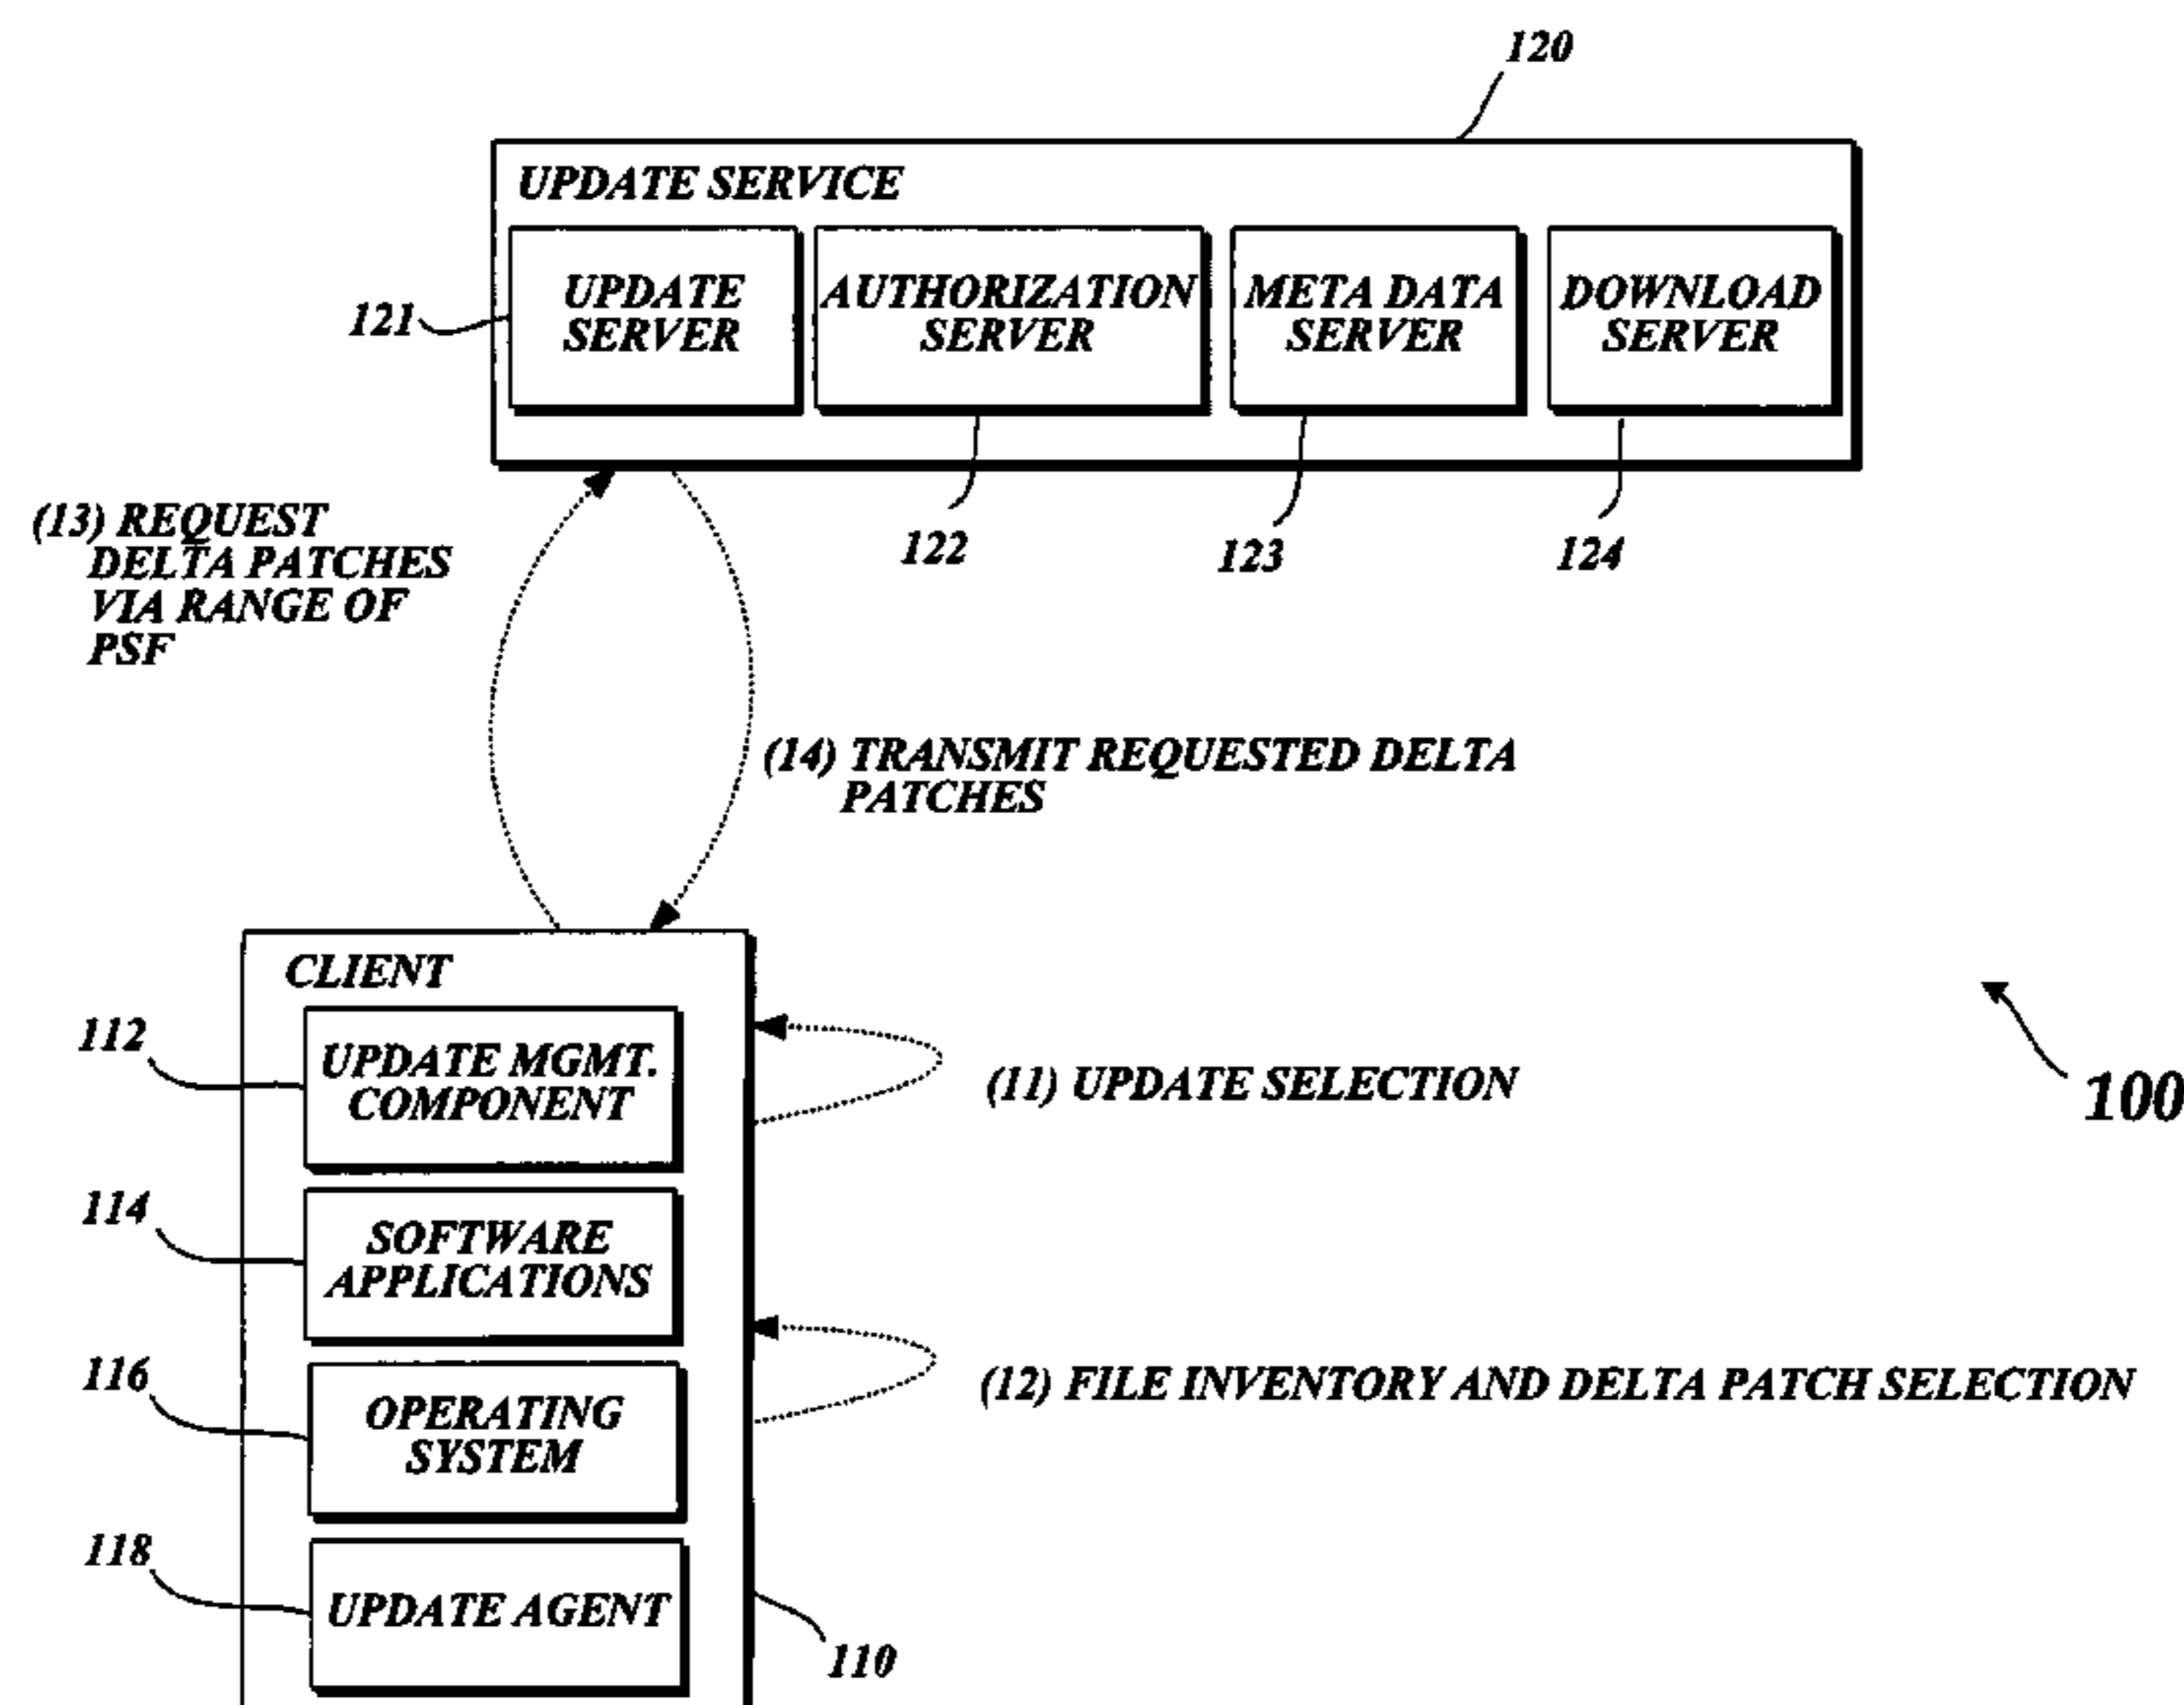 120
UPDATE SERVICE
UPDATE
SERVER
AUTHORIZATION
SERVER
META DATA
SERVER
DOWNLOAD
SERVER
121
122
123
124
(13) REQUEST
DELTA PATCHES
VIA RANGE OF
PSF
(14) TRANSMIT REQUESTED DELTA
PATCHES
CLIENT
112
UPDATE MGMT.
COMPONENT
(11) UPDATE SELECTION
100
114
SOFTWARE
APPLICATIONS
116
OPERATING
SYSTEM
(12) FILE INVENTORY AND DELTA PATCH SELECTION
118
UPDATE AGENT
110